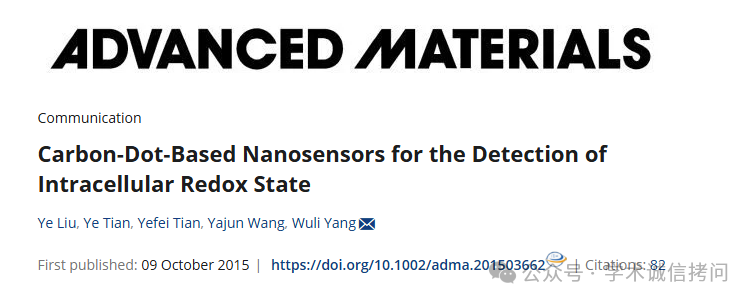 ADVANCED MATERIALS
Communication
Carbon-Dot-Based Nanosensors for the Detection of
Intracellular Redox State
Ye Liu, Ye Tian, Yefei Tian, Yajun Wang, Wuli Yang
First published: 09 October 2015 | https://doi.org/10.1002/adma.201503662 | Citations: 82
公众号 · 学术诚信拷问